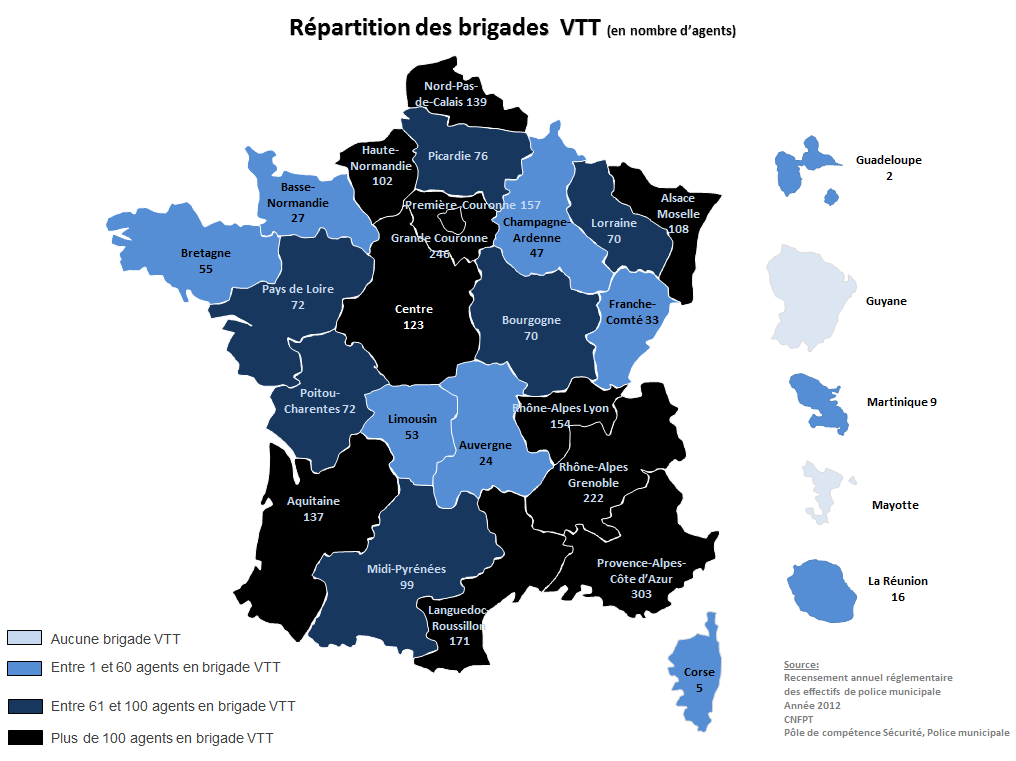 Répartition des brigades VTT (en nombre d'agents)
Nord-Pas-
de-Calais 139
Haute-
Normandie
102
Picardie 76
Basse-
Normandie
27
Première Couronne 157
Grande Couronne
246
Champagne-
Ardenne
47
Lorraine
70
Alsace
Moselle
108
Bretagne
55
Pays de Loire
72
Centre
123
Bourgogne
70
Franche-
Comté 33
Poitou-
Charentes 72
Limousin
53
Auvergne
24
Rhône-Alpes Lyon
154
Rhône-Alpes
Grenoble
222
Aquitaine
137
Midi-Pyrénées
99
Languedoc-
Roussillon
171
Provence-Alpes-
Côte d'Azur
303
Corse
5
Guadeloupe
2
Guyane
Martinique 9
Mayotte
La Réunion
16
Aucune brigade VTT
Entre 1 et 60 agents en brigade VTT
Entre 61 et 100 agents en brigade VTT
Plus de 100 agents en brigade VTT
Source:
Recensement annuel réglementaire
des effectifs de police municipale
Année 2012
CNFPT
Pôle de compétence Sécurité, Police municipale